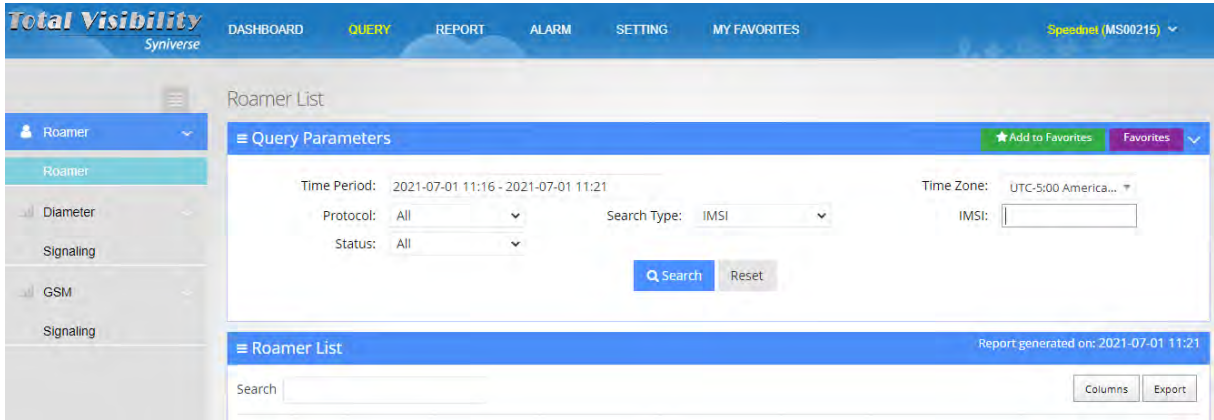 Total Visibility
Syniverse
DASHBOARD QUERY REPORT ALARM SETTING MY FAVORITES
Speednet (MS00215)
Roamer List
Roamer
Roamer
Diameter
Signaling
GSM
Signaling
Query Parameters
Add to Favorites Favorites
Time Period: 2021-07-01 11:16 - 2021-07-01 11:21 Time Zone: UTC-5:00 America...
Protocol: All Search Type: IMSI IMSI:
Status: All
Search Reset
Roamer List Report generated on: 2021-07-01 11:21
Search Columns Export